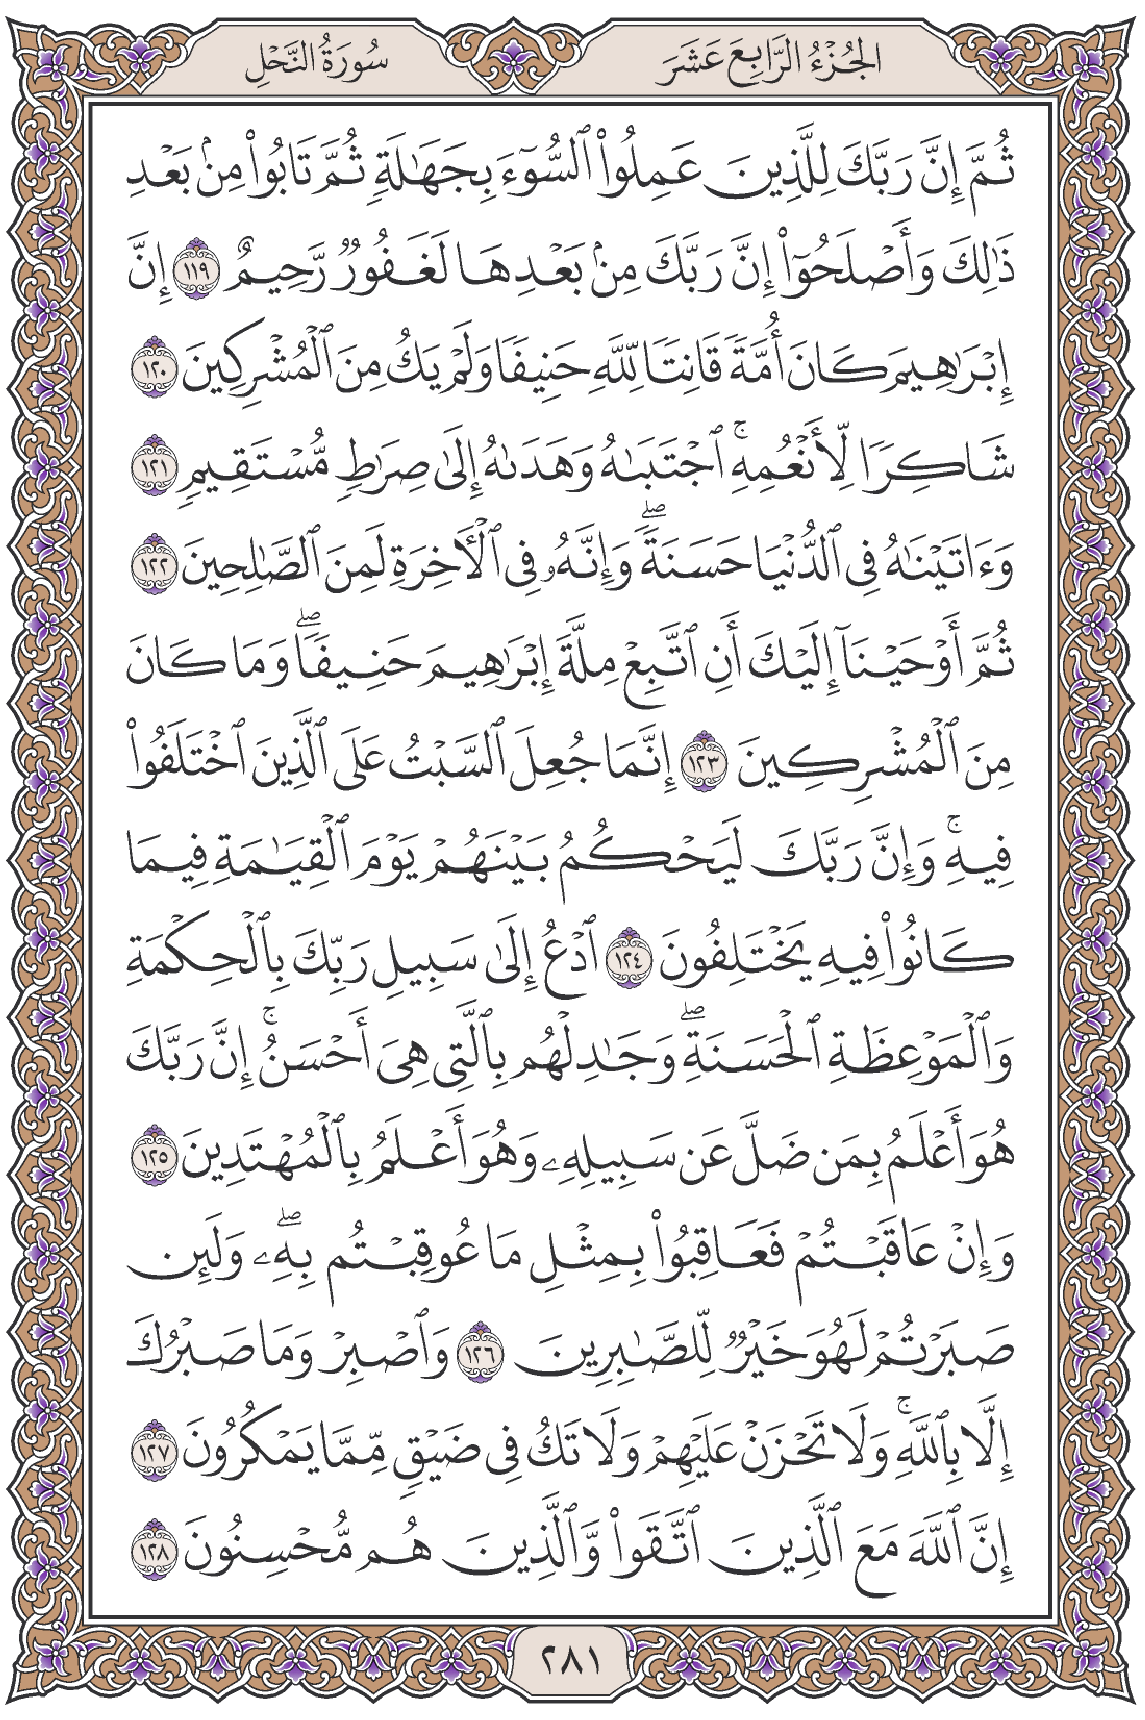 الجُزْءُ الرَّابِعَ عَشَرَ
سُورَةُ النَّحْلِ
ثُمَّ إِنَّ رَبَّكَ لِلَّذِينَ عَمِلُواْ ٱلسُّوٓءَ بِجَهَٰلَةٖ ثُمَّ تَابُواْ مِنۢ بَعۡدِ
ذَٰلِكَ وَأَصۡلَحُوٓاْ إِنَّ رَبَّكَ مِنۢ بَعۡدِهَا لَغَفُورٞ رَّحِيمٌ ١١٩ إِنَّ
إِبۡرَٰهِيمَ كَانَ أُمَّةٗ قَانِتٗا لِّلَّهِ حَنِيفٗا وَلَمۡ يَكُ مِنَ ٱلۡمُشۡرِكِينَ ١٢٠
شَاكِرٗا لِّأَنۡعُمِهِۚ ٱجۡتَبَىٰهُ وَهَدَىٰهُ إِلَىٰ صِرَٰطٖ مُّسۡتَقِيمٖ ١٢١
وَءَاتَيۡنَٰهُ فِي ٱلدُّنۡيَا حَسَنَةٗۖ وَإِنَّهُۥ فِي ٱلۡأٓخِرَةِ لَمِنَ ٱلصَّٰلِحِينَ ١٢٢
ثُمَّ أَوۡحَيۡنَآ إِلَيۡكَ أَنِ ٱتَّبِعۡ مِلَّةَ إِبۡرَٰهِيمَ حَنِيفٗاۖ وَمَا كَانَ
مِنَ ٱلۡمُشۡرِكِينَ ١٢٣ إِنَّمَا جُعِلَ ٱلسَّبۡتُ عَلَى ٱلَّذِينَ ٱخۡتَلَفُواْ
فِيهِۚ وَإِنَّ رَبَّكَ لَيَحۡكُمُ بَيۡنَهُمۡ يَوۡمَ ٱلۡقِيَٰمَةِ فِيمَا
كَانُواْ فِيهِ يَخۡتَلِفُونَ ١٢٤ ٱدۡعُ إِلَىٰ سَبِيلِ رَبِّكَ بِٱلۡحِكۡمَةِ
وَٱلۡمَوۡعِظَةِ ٱلۡحَسَنَةِۖ وَجَٰدِلۡهُم بِٱلَّتِي هِيَ أَحۡسَنُۚ إِنَّ رَبَّكَ
هُوَ أَعۡلَمُ بِمَن ضَلَّ عَن سَبِيلِهِۦ وَهُوَ أَعۡلَمُ بِٱلۡمُهۡتَدِينَ ١٢٥
وَإِنۡ عَاقَبۡتُمۡ فَعَاقِبُواْ بِمِثۡلِ مَا عُوقِبۡتُم بِهِۦۖ وَلَئِن
صَبَرۡتُمۡ لَهُوَ خَيۡرٞ لِّلصَّٰبِرِينَ ١٢٦ وَٱصۡبِرۡ وَمَا صَبۡرُكَ
إِلَّا بِٱللَّهِۚ وَلَا تَحۡزَنۡ عَلَيۡهِمۡ وَلَا تَكُ فِي ضَيۡقٖ مِّمَّا يَمۡكُرُونَ ١٢٧
إِنَّ ٱللَّهَ مَعَ ٱلَّذِينَ ٱتَّقَواْ وَّٱلَّذِينَ هُم مُّحۡسِنُونَ ١٢٨
٢٨١